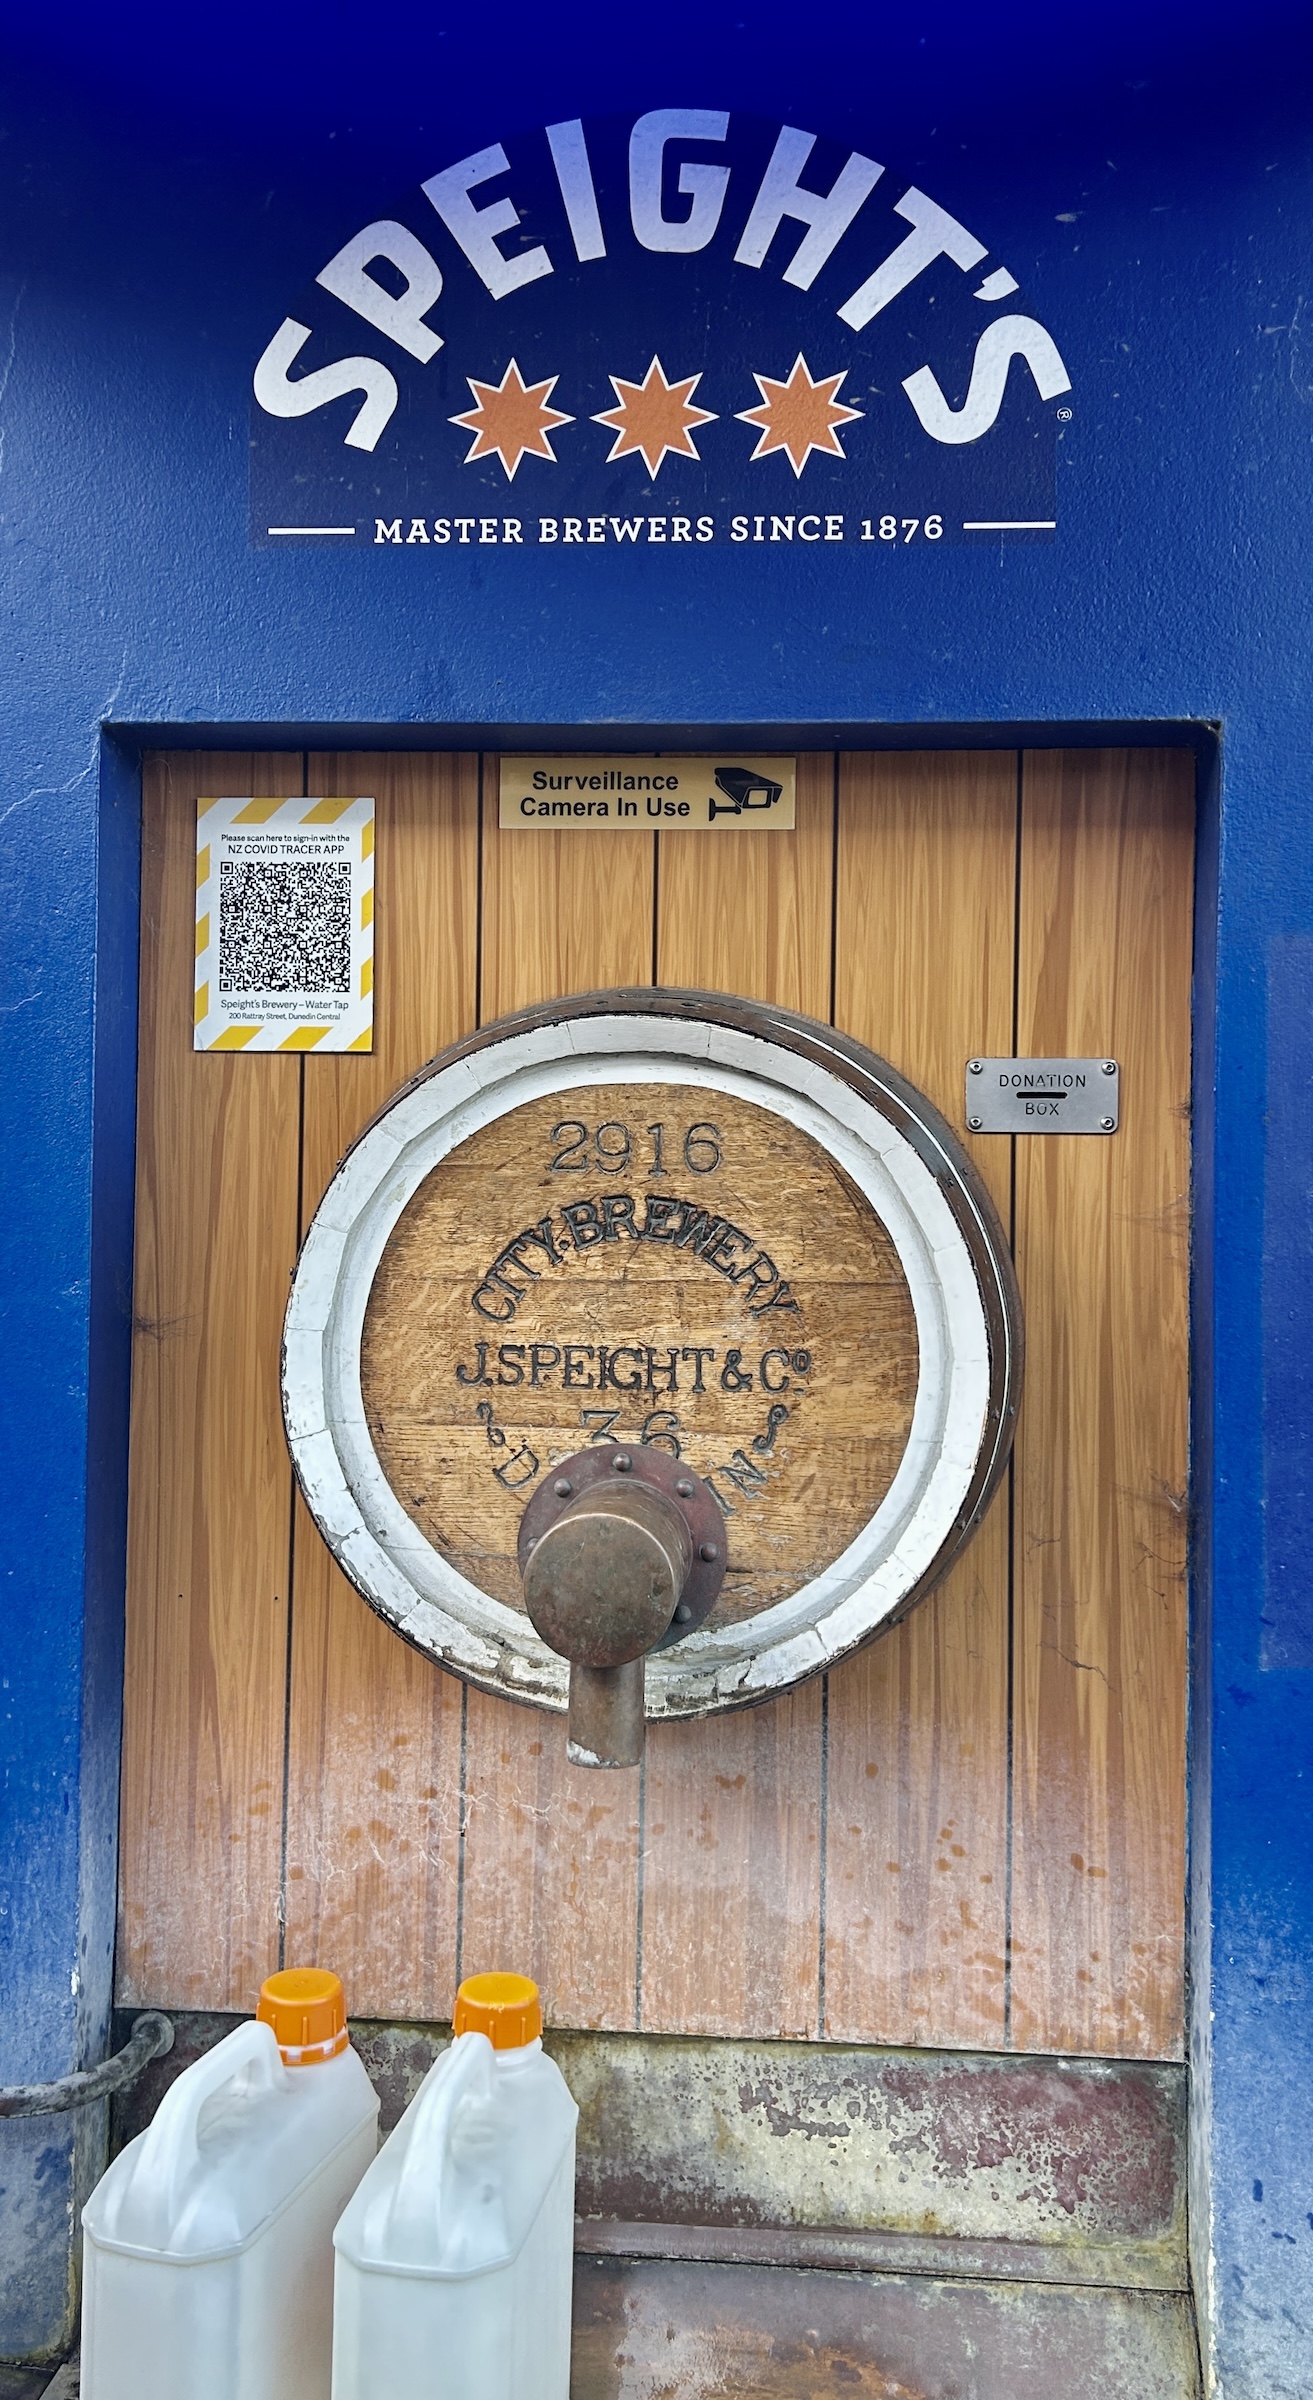 SPEIGHT'S
®
MASTER BREWERS SINCE 1876
Surveillance
Camera In Use
Please scan here to sign-in with the
NZ COVID TRACER APP
Speight's Brewery – Water Tap
200 Rattray Street, Dunedin Central
DONATION
BOX
2916
CITY.BREWERY
J.SPEIGHT & Cº
36